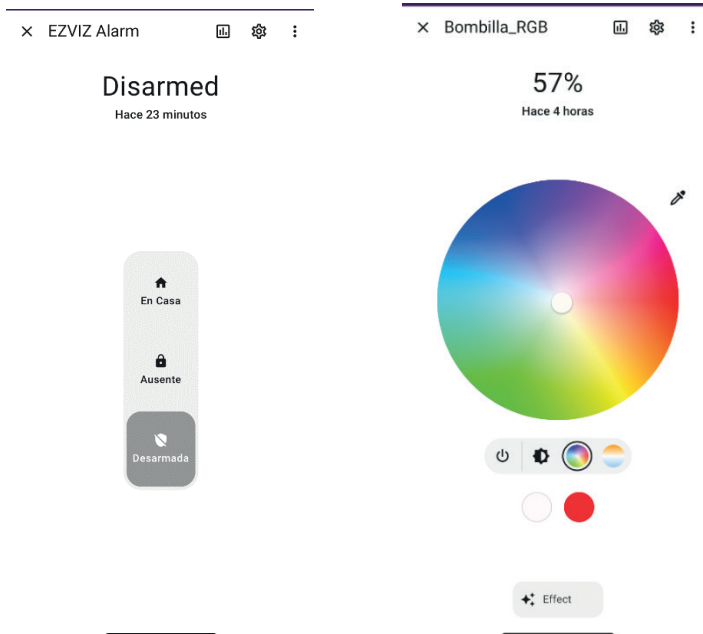 EZVIZ Alarm
Disarmed
Hace 23 minutos
En Casa
Ausente
Desarmada
Bombilla_RGB
57%
Hace 4 horas
Effect